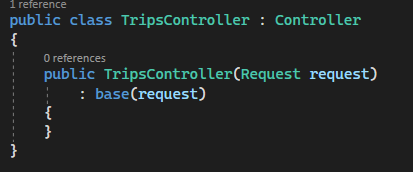 1 reference
public class TripsController : Controller
{
0 references
public TripsController(Request request)
: base(request)
{
}
}